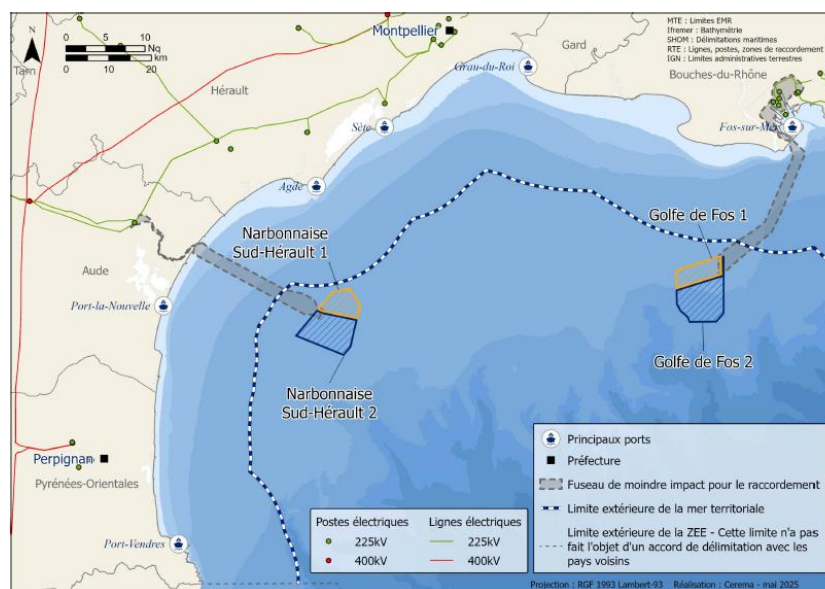 MTE : Limites EMR
Ifremer : Bathymétrie
SHOM : Délimitations maritimes
RTE : Lignes, postes, zones de raccordement
IGN : Limites administratives terrestres
N
0 5 10
Nq
km
0 10 20
Montpellier
Gard
Tarn
Hérault
Grau-du-Roi
Bouches-du-Rhône
Sète
Fos-sur-Mer
Agde
Golfe de Fos 1
Narbonnaise
Sud-Hérault 1
Aude
Port-la-Nouvelle
Golfe de Fos 2
Narbonnaise
Sud-Hérault 2
Perpignan
Pyrénées-Orientales
Port-Vendres
Postes électriques
225kV
400kV
Lignes électriques
225kV
400kV
Principaux ports
Préfecture
Fuseau de moindre impact pour le raccordement
Limite extérieure de la mer territoriale
Limite extérieure de la ZEE - Cette limite n'a pas
fait l'objet d'un accord de délimitation avec les
pays voisins
Projection : RGF 1993 Lambert-93 Réalisation : Cerema - mai 2025